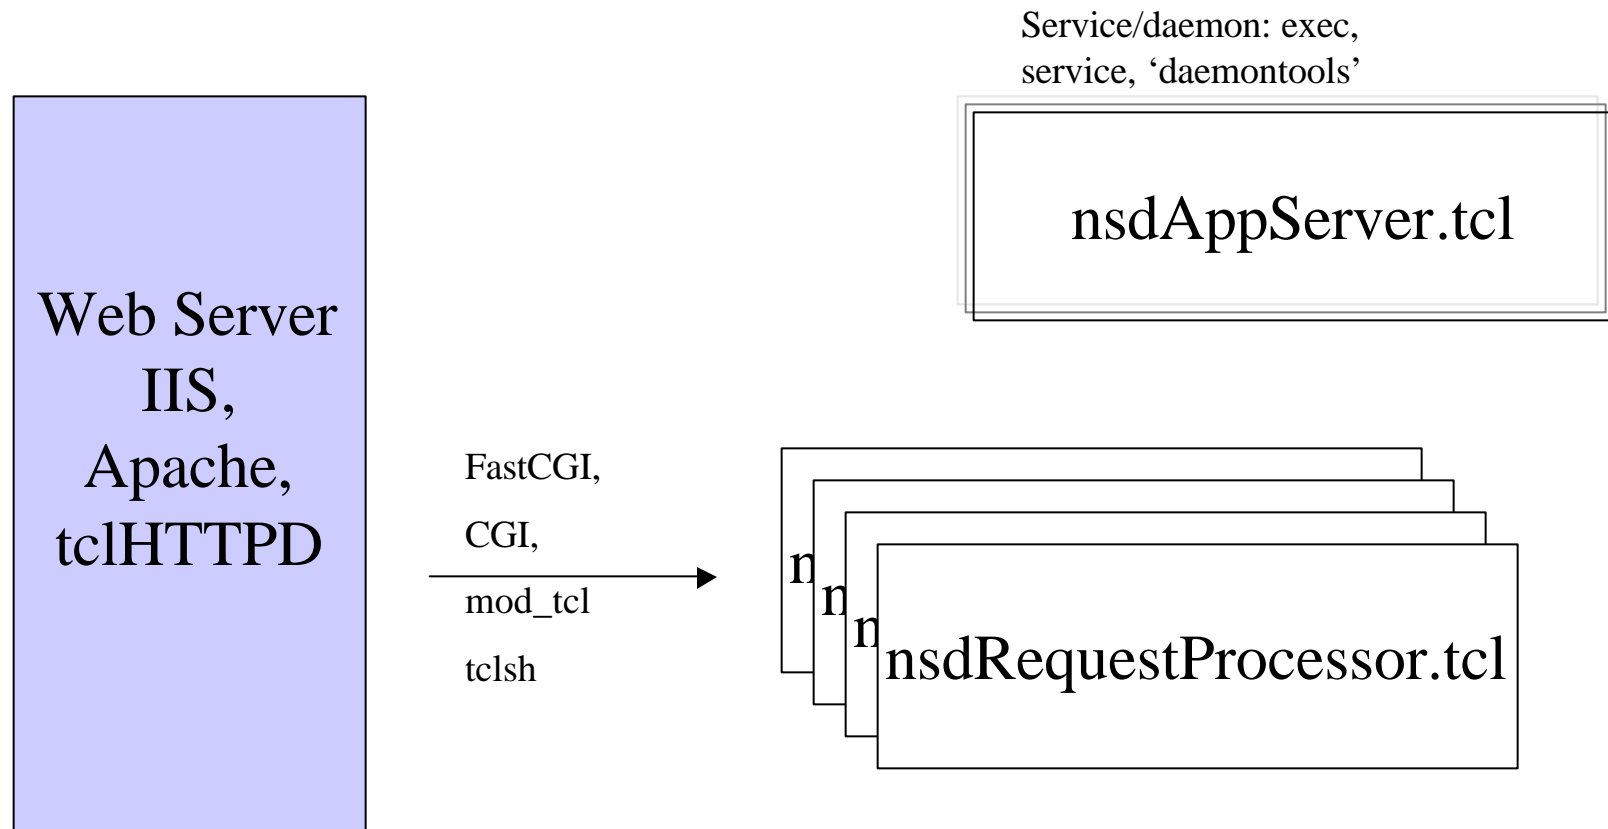 Service/daemon: exec,
service, ‘daemontools’
nsdAppServer.tcl
Web Server
IIS,
Apache,
tclHTTPD
FastCGI,
CGI,
mod_tcl
tclsh
n
n
n
nsdRequestProcessor.tcl